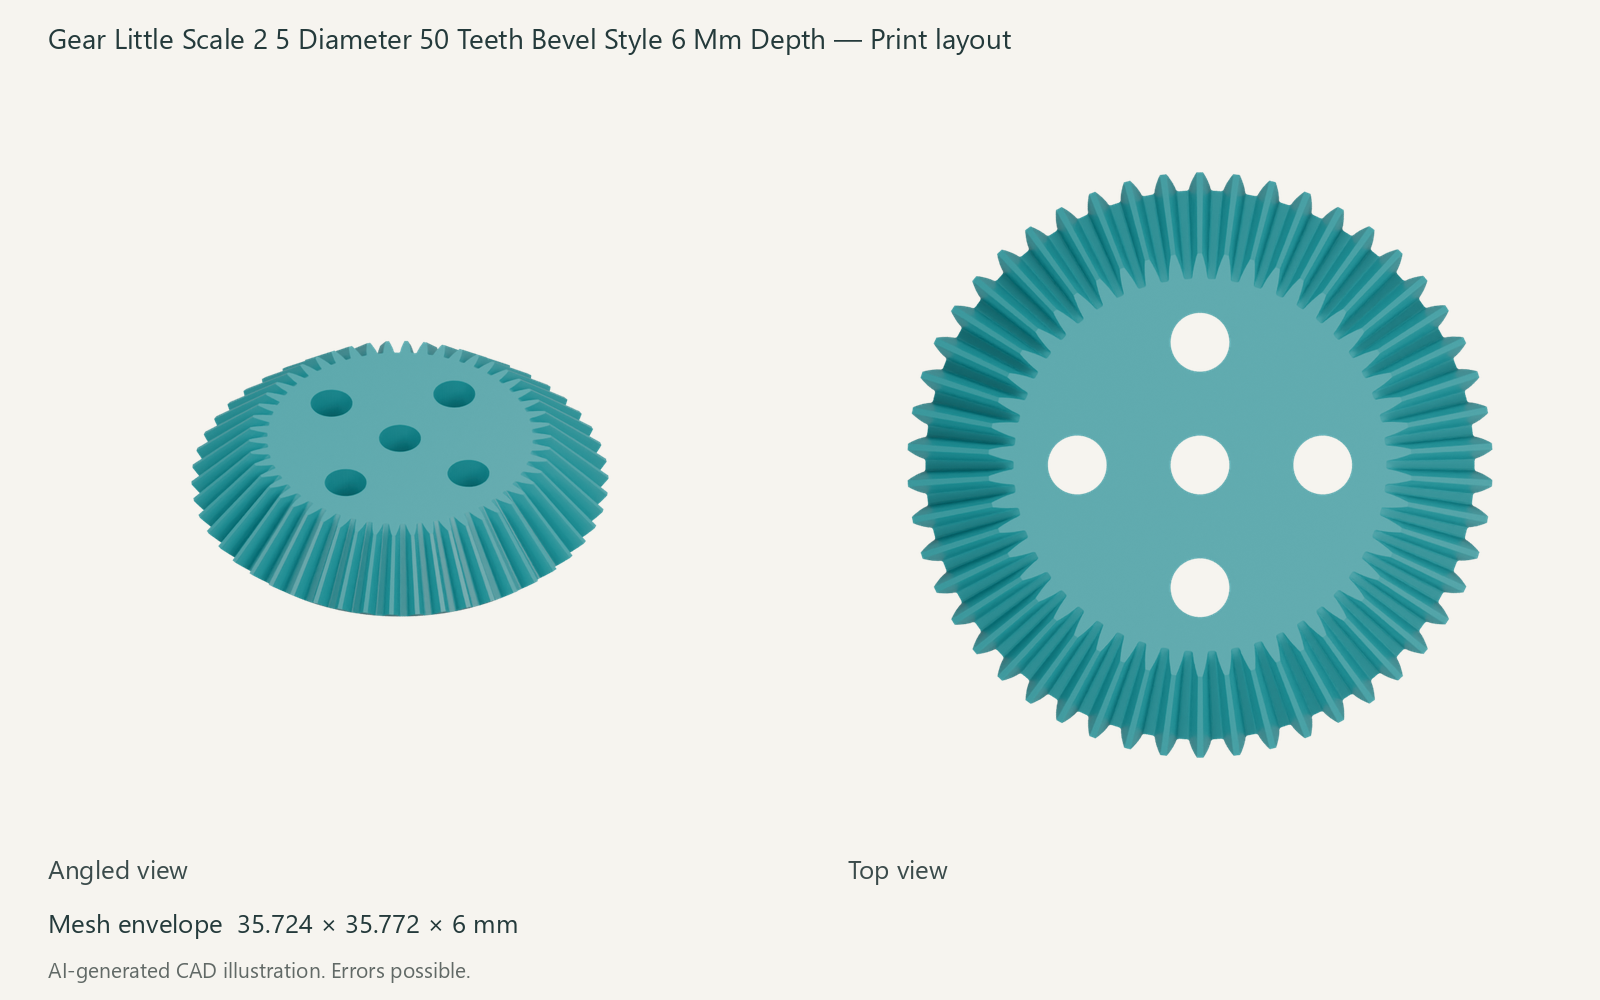 Gear Little Scale 2 5 Diameter 50 Teeth Bevel Style 6 Mm Depth — Print layout
Angled view
Top view
Mesh envelope 35.724 × 35.772 × 6 mm
AI-generated CAD illustration. Errors possible.